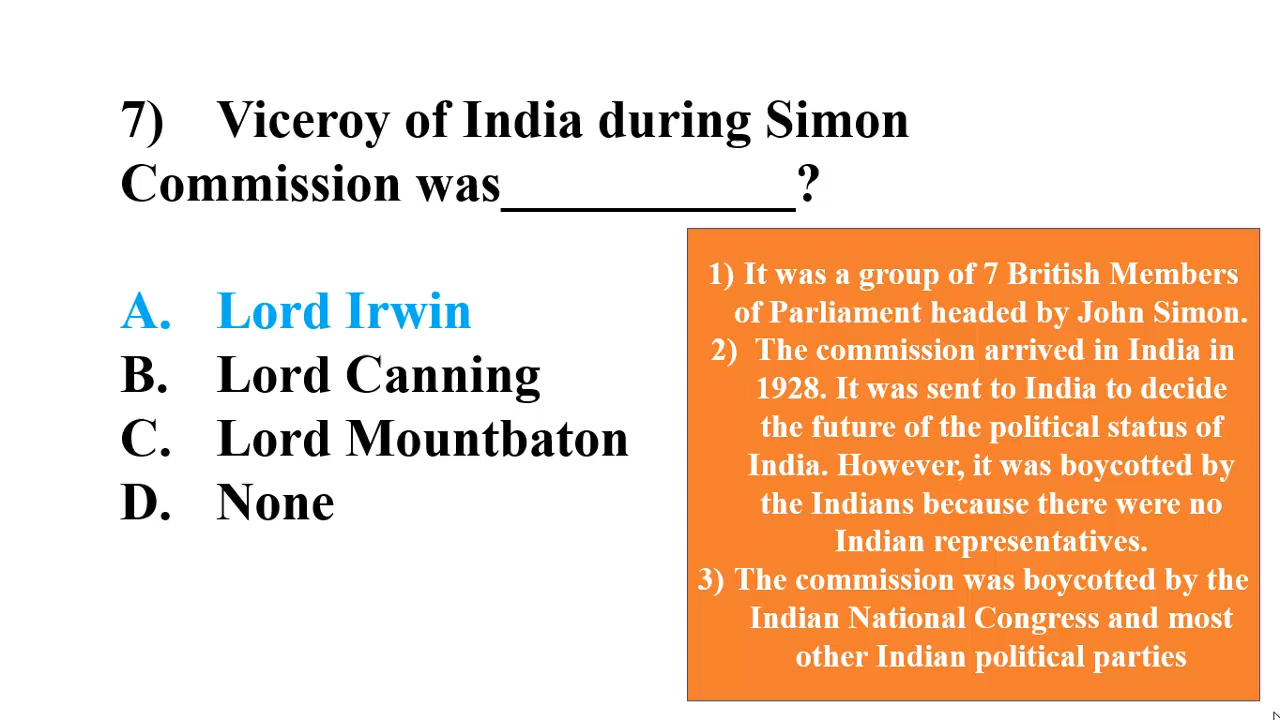 7) Viceroy of India during Simon
Commission was___________?
A. Lord Irwin
B. Lord Canning
C. Lord Mountbaton
D. None
1) It was a group of 7 British Members
of Parliament headed by John Simon.
2) The commission arrived in India in
1928. It was sent to India to decide
the future of the political status of
India. However, it was boycotted by
the Indians because there were no
Indian representatives.
3) The commission was boycotted by the
Indian National Congress and most
other Indian political parties